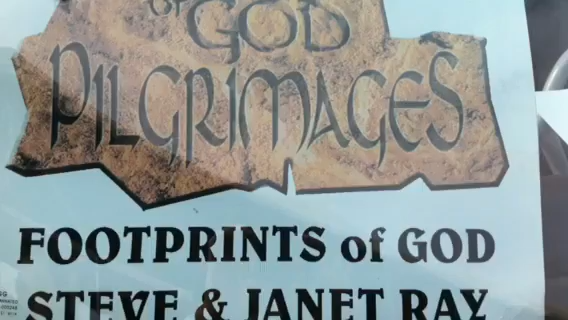 of
GOD
PILGRIMAGES
FOOTPRINTS of GOD
STEVE & JANET RAY